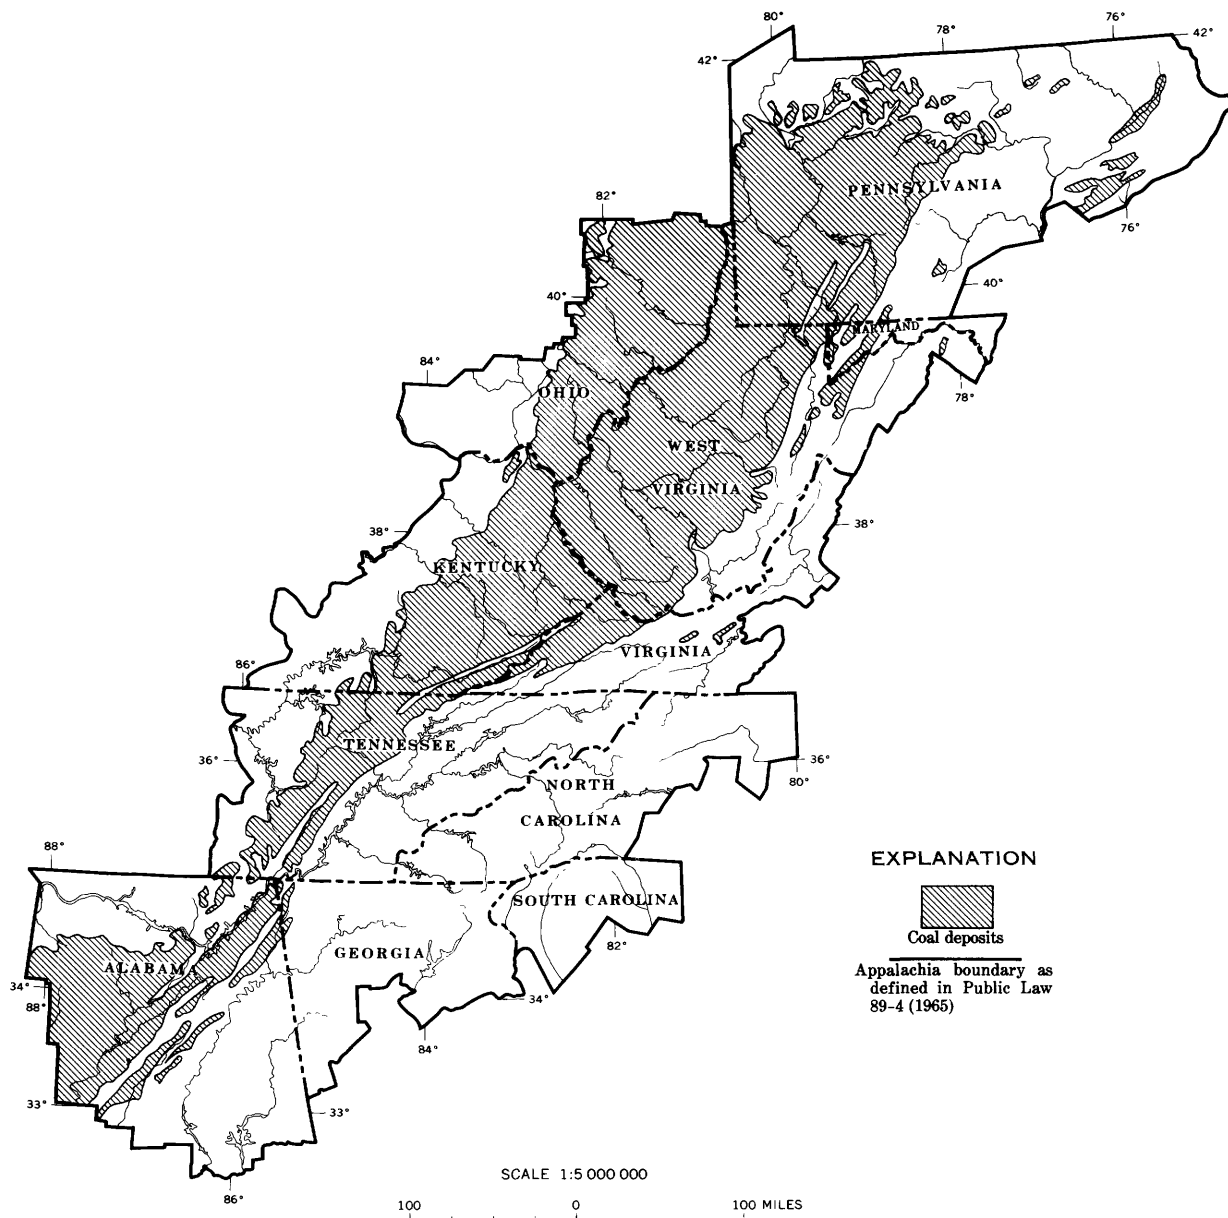 80°
78°
76°
42°
42°
PENNSYLVANIA
82°
76°
40°
40°
MARYLAND
84°
78°
OHIO
WEST
VIRGINIA
38°
38°
KENTUCKY
VIRGINIA
86°
TENNESSEE
36°
36°
80°
NORTH
CAROLINA
88°
EXPLANATION
SOUTH CAROLINA
Coal deposits
82°
GEORGIA
ALABAMA
Appalachia boundary as
defined in Public Law
89-4 (1965)
34°
88°
34°
84°
33°
33°
86°
SCALE 1:5 000 000
100 0 100 MILES